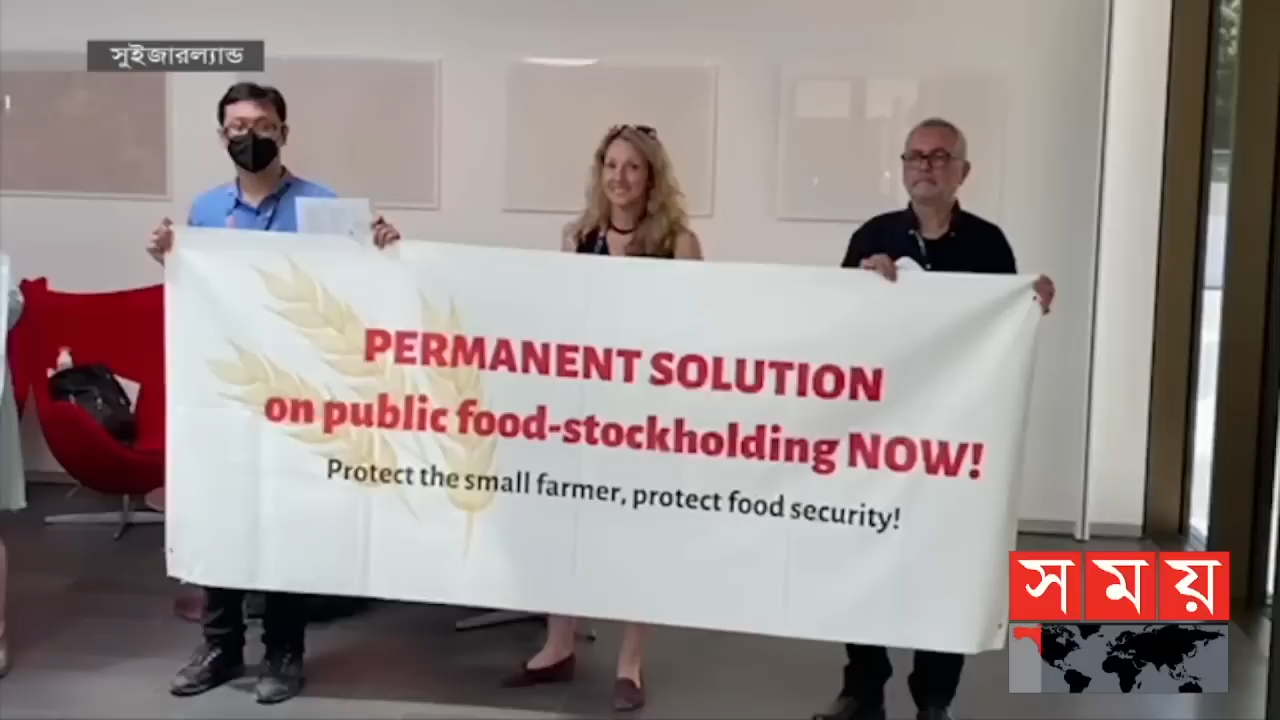 সুইজারল্যান্ড
PERMANENT SOLUTION
on public food-stockholding NOW!
Protect the small farmer, protect food security!
সময়